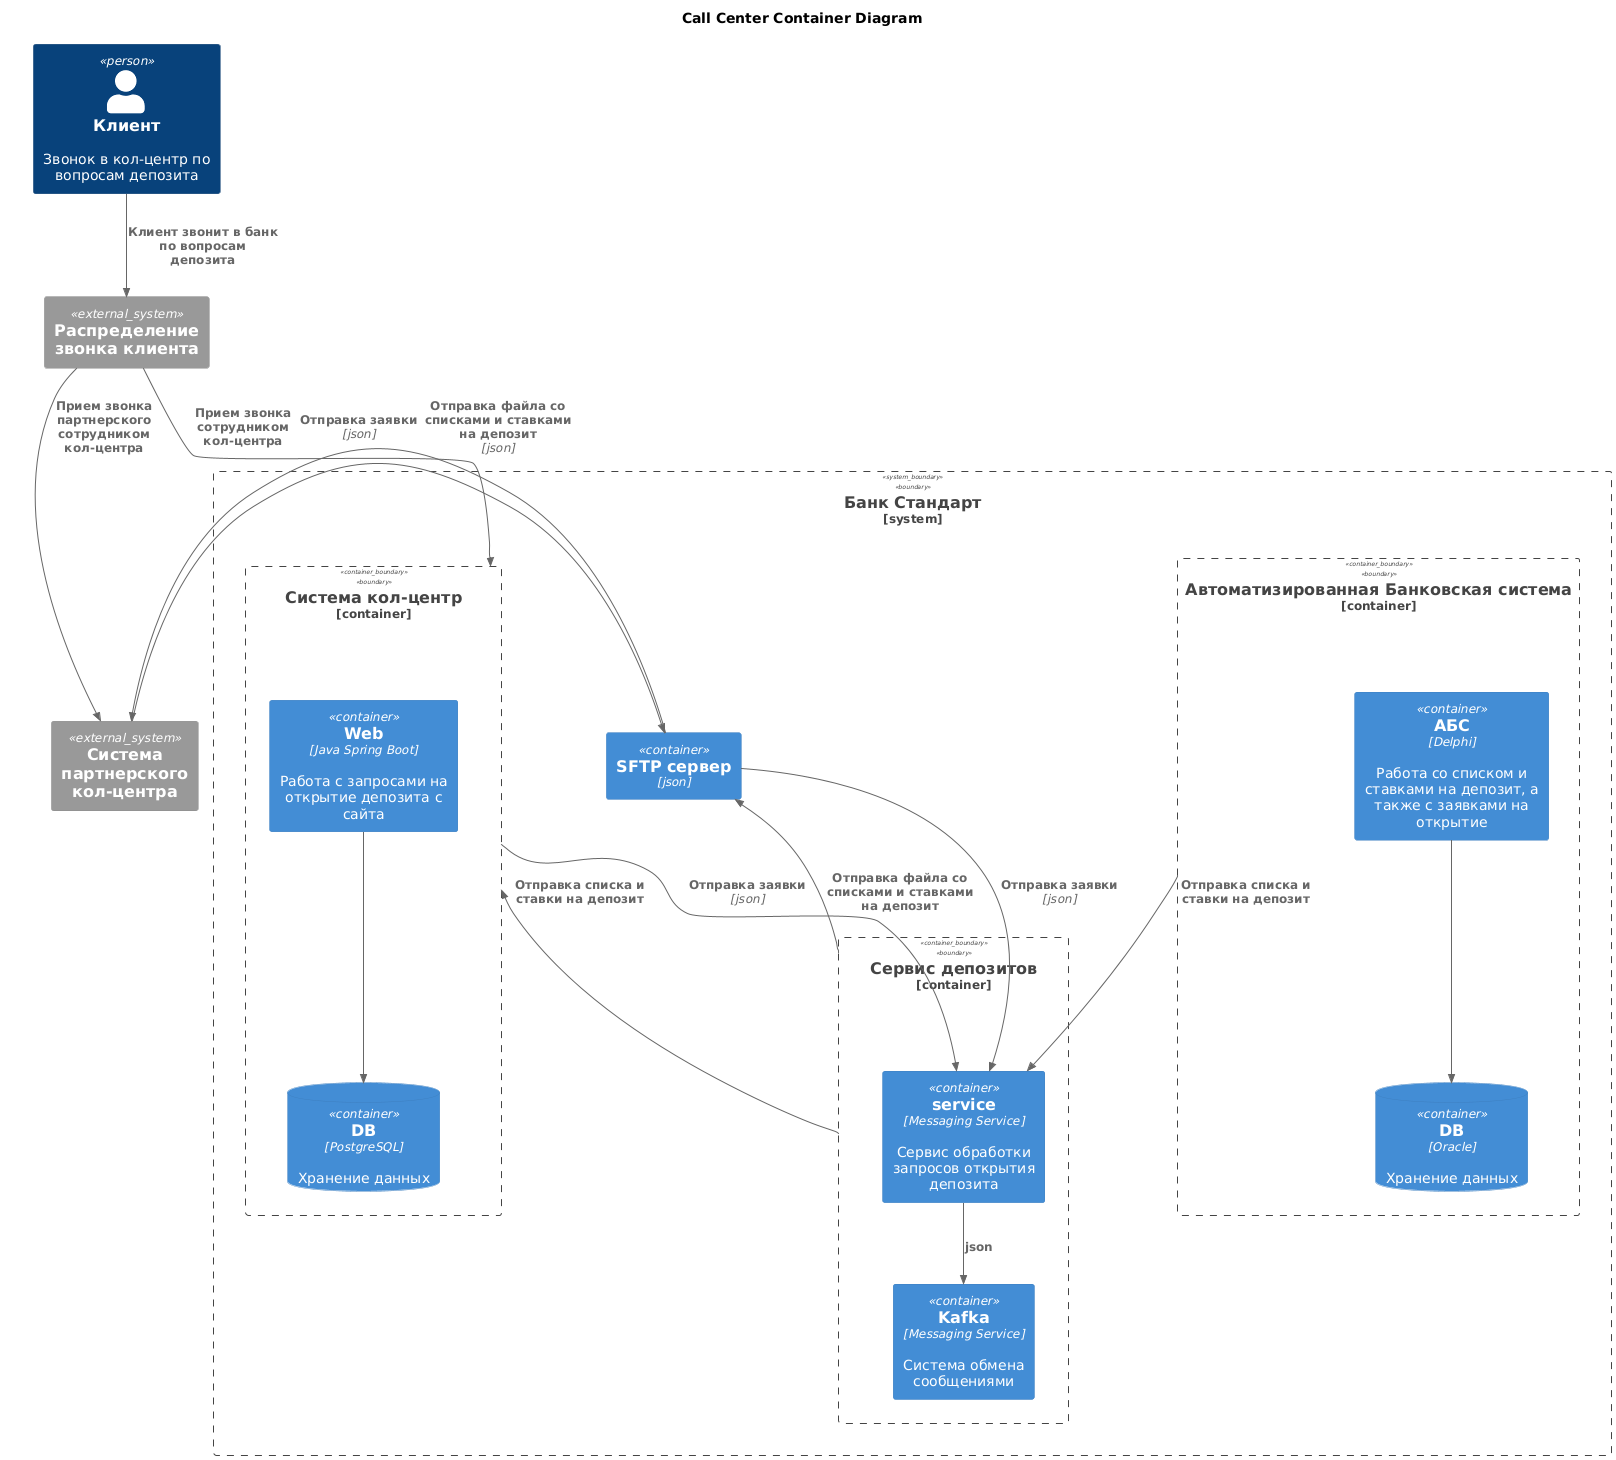 Call Center Container Diagram
«person»
Клиент
Звонок в кол-центр по
вопросам депозита
Клиент звонит в банк
по вопросам
депозита
«external_system»
Распределение
звонка клиента
Прием звонка
партнерского
сотрудником
кол-центра
Прием звонка
сотрудником
кол-центра
Отправка заявки
[json]
Отправка файла со
списками и ставками
на депозит
[json]
«system_boundary»
«boundary»
Банк Стандарт
[system]
«container_boundary»
«boundary»
Система кол-центр
[container]
«container_boundary»
«boundary»
Автоматизированная Банковская система
[container]
«external_system»
Система
партнерского
кол-центра
«container»
Web
[Java Spring Boot]
Работа с запросами на
открытие депозита с
сайта
«container»
SFTP сервер
[json]
«container»
АБС
[Delphi]
Работа со списком и
ставками на депозит, а
также с заявками на
открытие
Отправка списка и
ставки на депозит
Отправка заявки
[json]
Отправка файла со
списками и ставками
на депозит
Отправка заявки
[json]
Отправка списка и
ставки на депозит
«container_boundary»
«boundary»
Сервис депозитов
[container]
«container»
DB
[PostgreSQL]
Хранение данных
«container»
service
[Messaging Service]
Сервис обработки
запросов открытия
депозита
«container»
DB
[Oracle]
Хранение данных
json
«container»
Kafka
[Messaging Service]
Система обмена
сообщениями